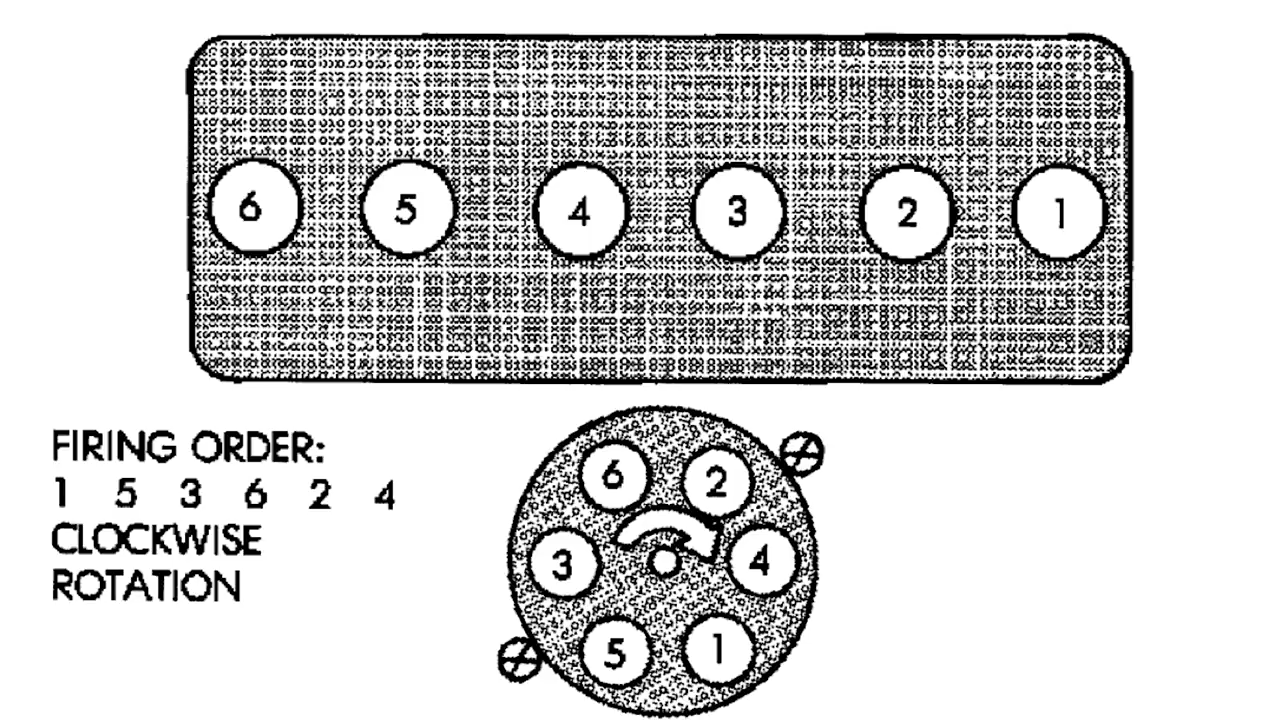 6 5 4 3 2 1
FIRING ORDER:
1 5 3 6 2 4
CLOCKWISE
ROTATION
6 2
3 4
5 1